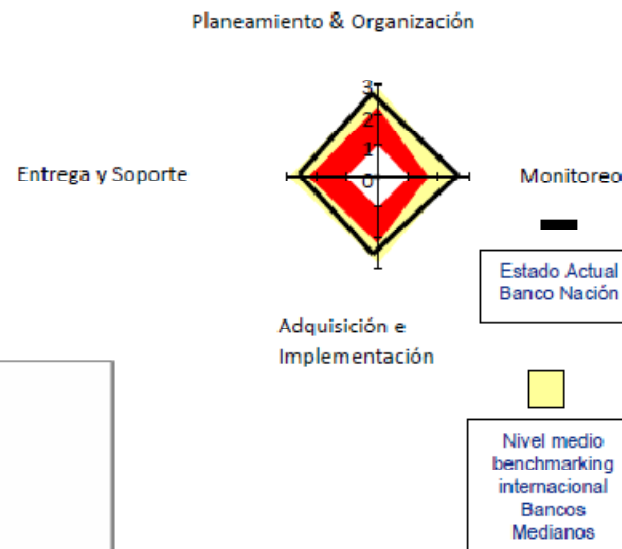 Planeamiento & Organización
3
2
1
0
Entrega y Soporte
Monitoreo
Estado Actual
Banco Nación
Adquisición e
Implementación
Nivel medio
benchmarking
internacional
Bancos
Medianos